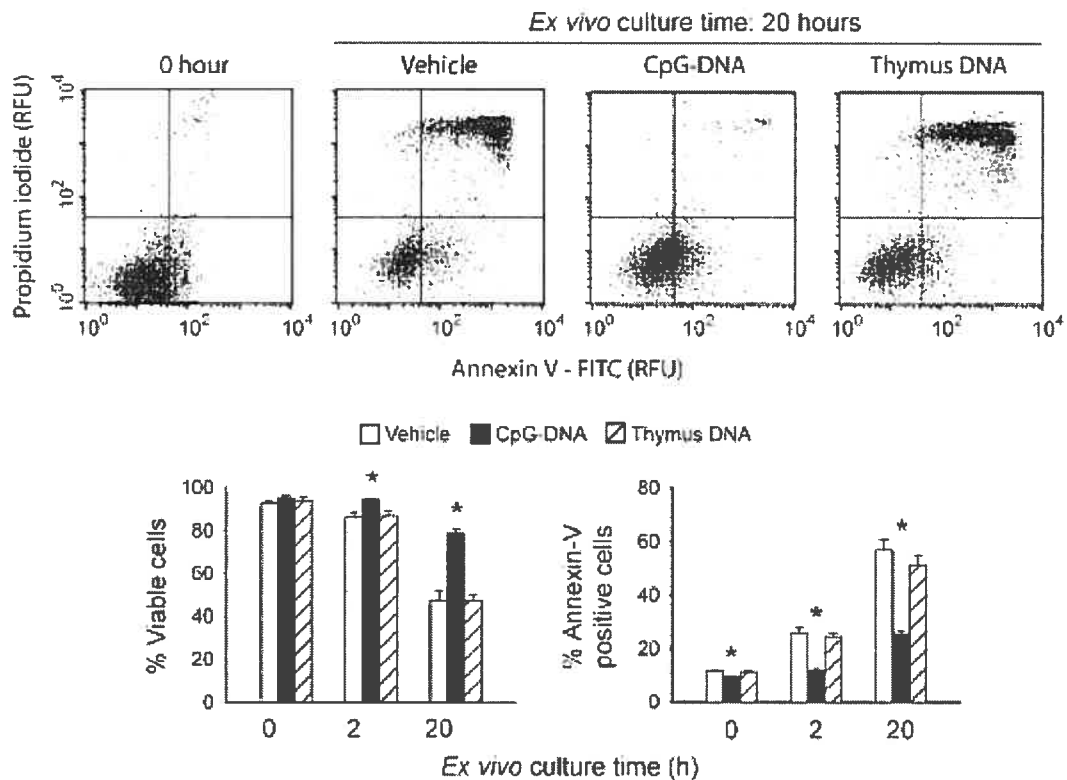 Ex vivo culture time: 20 hours
0 hour Vehicle CpG-DNA Thymus DNA
Propidium iodide (RFU)
10^4
10^2
10^0
10^0 10^2 10^4 10^0 10^2 10^4 10^0 10^2 10^4 10^0 10^2 10^4
Annexin V - FITC (RFU)
Vehicle CpG-DNA Thymus DNA
% Viable cells
100
80
60
40
20
0
* *
0 2 20
% Annexin-V
positive cells
80
60
40
20
0
* * *
0 2 20
Ex vivo culture time (h)